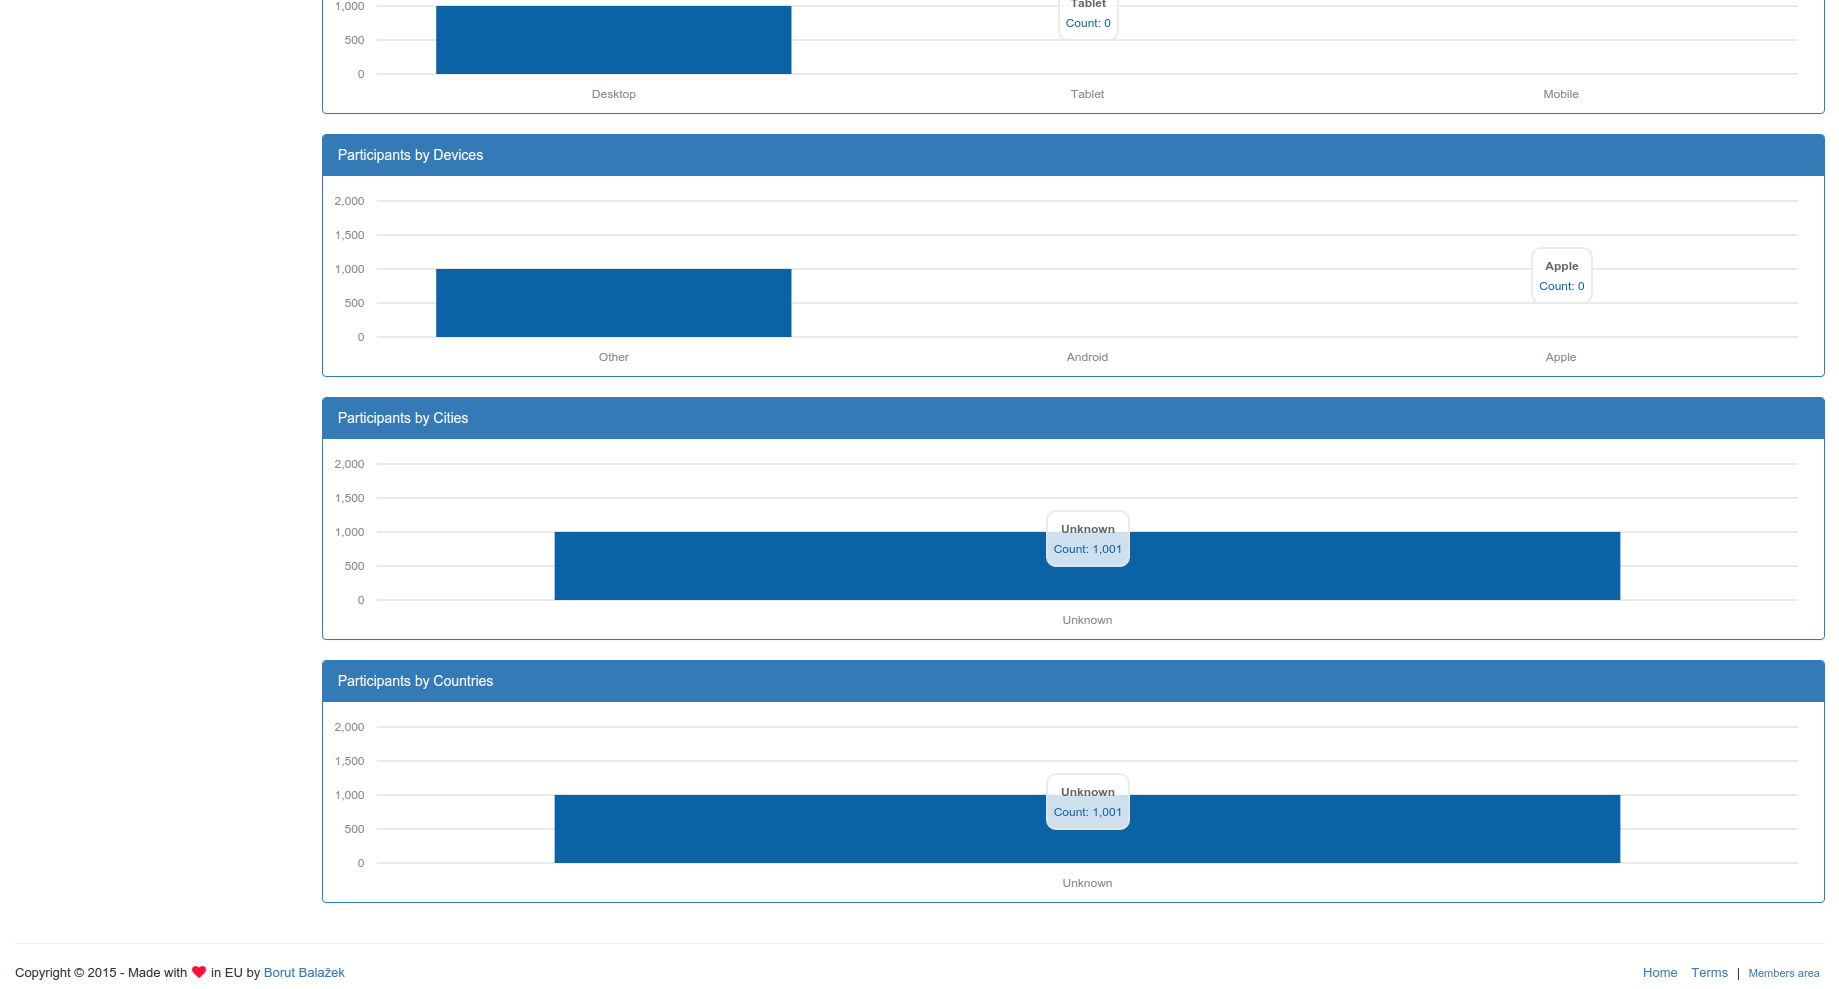 1,000
Tablet
Count: 0
500
0
Desktop
Tablet
Mobile
Participants by Devices
2,000
1,500
1,000
Apple
Count: 0
500
0
Other
Android
Apple
Participants by Cities
2,000
1,500
1,000
Unknown
Count: 1,001
500
0
Unknown
Participants by Countries
2,000
1,500
1,000
Unknown
Count: 1,001
500
0
Unknown
Copyright © 2015 - Made with ❤ in EU by Borut Balažek
Home Terms | Members area